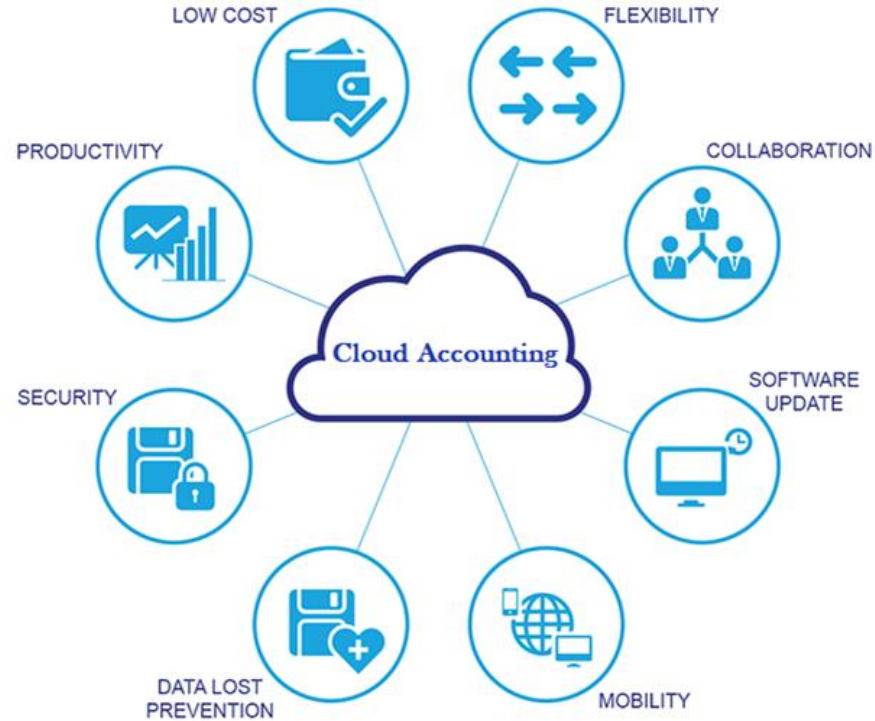 LOW COST
FLEXIBILITY
PRODUCTIVITY
COLLABORATION
Cloud Accounting
SECURITY
SOFTWARE
UPDATE
DATA LOST
PREVENTION
MOBILITY